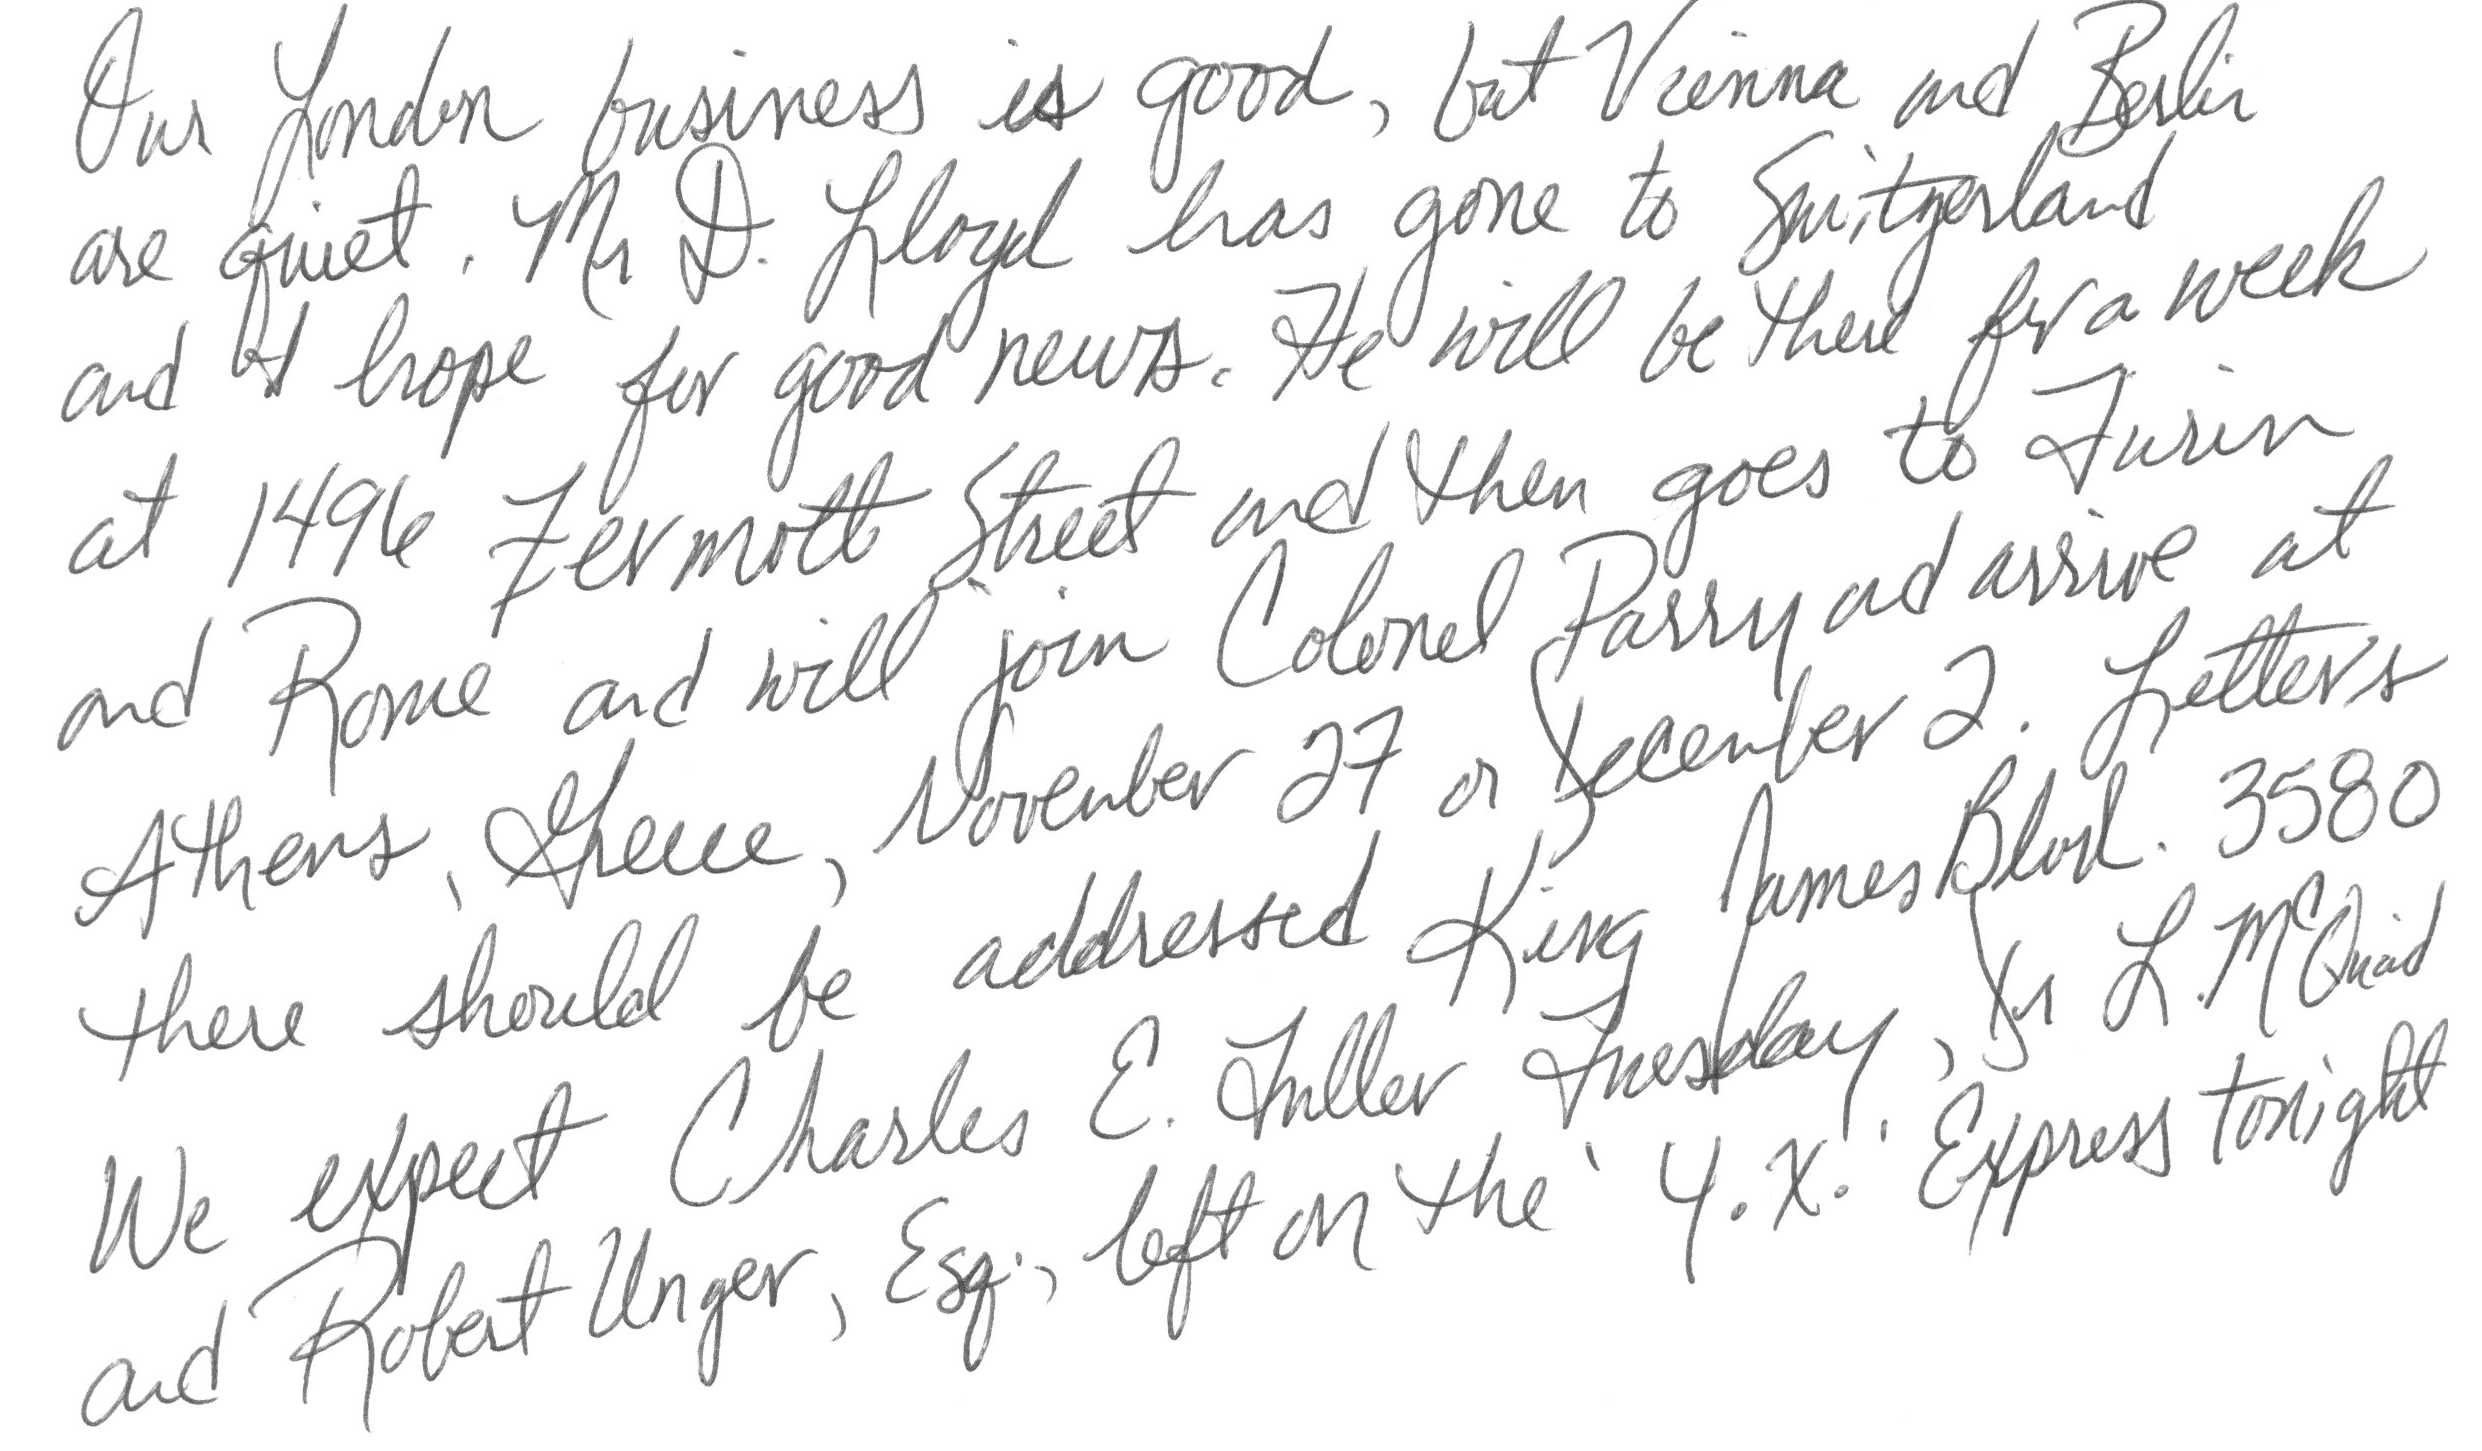 Our London business is good, but Vienna and Berlin
are quiet. Mr. D. Lloyd has gone to Switzerland
and I hope for good news. He will be there for a week
at 1496 Zermott Street and then goes to Turin
and Rome and will join Colonel Parry and arrive at
Athens, Greece, November 27 or December 2. Letters
there should be addressed King James Blvd. 3580
We expect Charles E. Fuller Tuesday, Dr L. McQuaid
and Robert Unger, Esq., left on the 'Y.X.' Express tonight